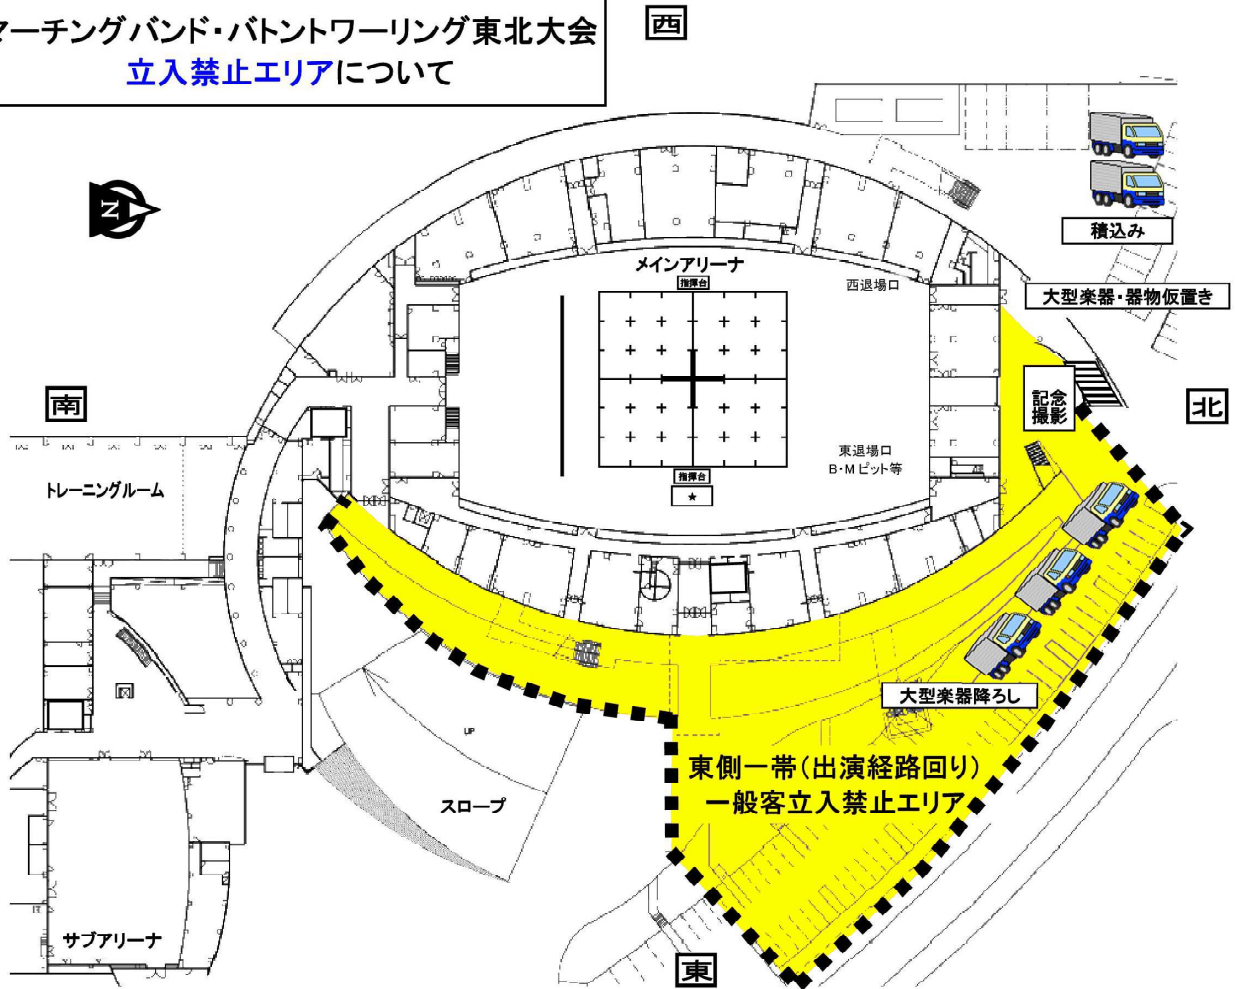 マーチングバンド・バトントワーリング東北大会
立入禁止エリアについて
西
N
積込み
メインアリーナ
指揮台
西退場口
大型楽器・器物仮置き
南
記念
撮影
北
東退場口
B・Mピット等
指揮台
★
トレーニングルーム
大型楽器降ろし
UP
東側一帯(出演経路回り)
一般客立入禁止エリア
スロープ
サブアリーナ
東